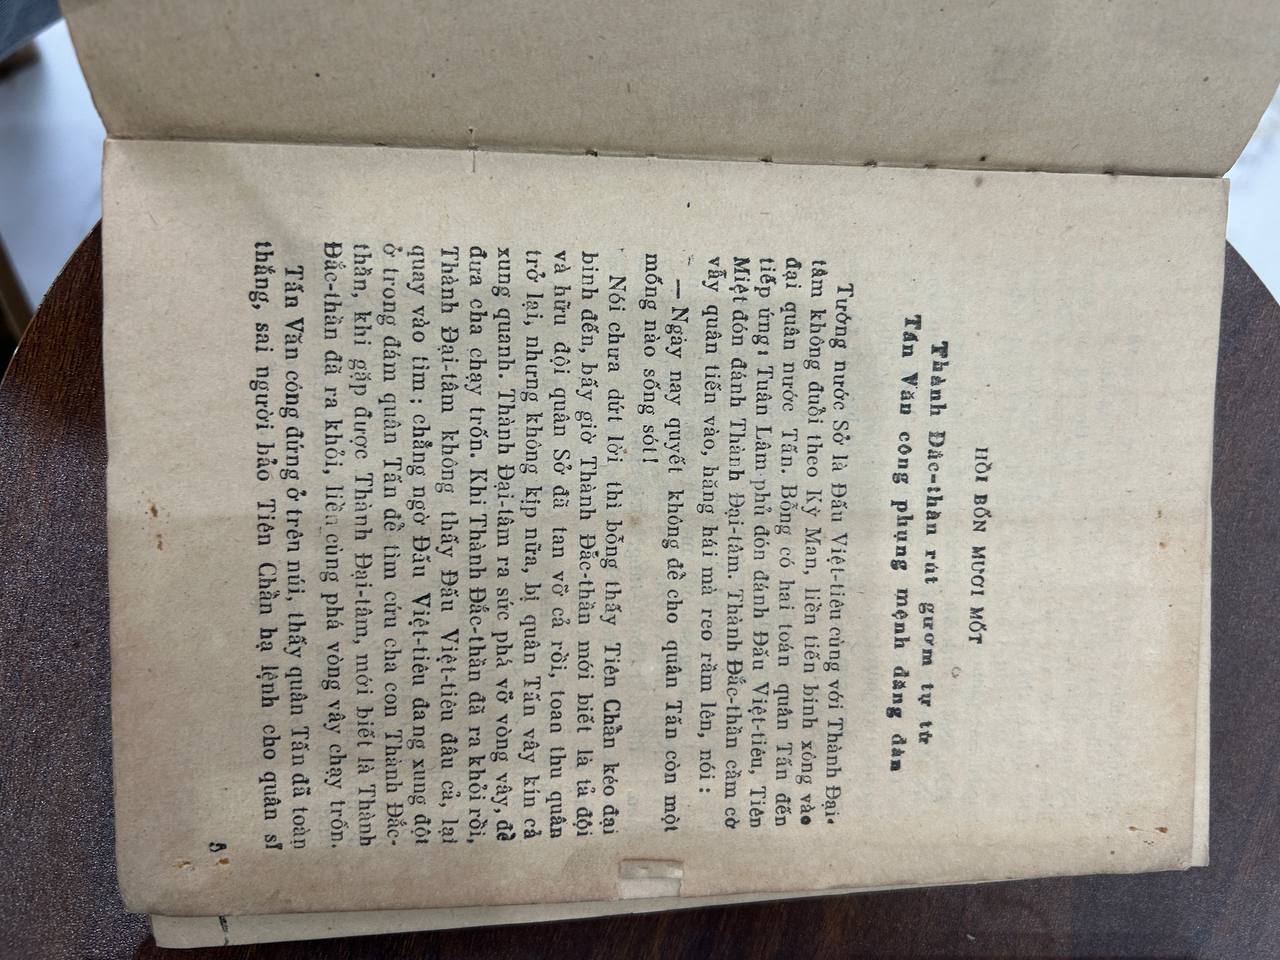 HỒI BỐN MƯƠI MỐT
Thành Đắc-thần rút gươm tự tử
Tấn Văn công phụng mệnh đăng đàn
Tướng nước Sở là Đấu Việt-tiêu cùng với Thành Đại-
tâm không đuổi theo Kỳ Man, liền tiến binh xông vào
đại quân nước Tấn. Bỗng có hai toán quân Tấn đến
tiếp ứng: Tuân Lâm-phủ đón đánh Đấu Việt-tiêu, Tiên
Miệt đón đánh Thành Đại-tâm. Thành Đắc-thần cầm cờ
vẫy quân tiến vào, hăng hái mà reo rầm lên, nói :
— Ngày nay quyết không để cho quân Tấn còn một
mống nào sống sót!
Nói chưa dứt lời thì bỗng thấy Tiên Chẩn kéo đại
binh đến, bấy giờ Thành Đắc-thần mới biết là tả đội
và hữu đội quân Sở đã tan vỡ cả rồi, toan thu quân
trở lại, nhưng không kịp nữa, bị quân Tấn vây kín cả
xung quanh. Thành Đại-tâm ra sức phá vỡ vòng vây, để
đưa cha chạy trốn. Khi Thành Đắc-thần đã ra khỏi rồi,
Thành Đại-tâm không thấy Đấu Việt-tiêu đâu cả, lại
quay vào tìm ; chẳng ngờ Đấu Việt-tiêu đang xung đột
ở trong đám quân Tấn để tìm cứu cha con Thành Đắc-
thần, khi gặp được Thành Đại-tâm, mới biết là Thành
Đắc-thần đã ra khỏi, liền cùng phá vòng vây chạy trốn.
Tấn Văn công đứng ở trên núi, thấy quân Tấn đã toàn
thắng, sai người bảo Tiên Chẩn hạ lệnh cho quân sĩ
5